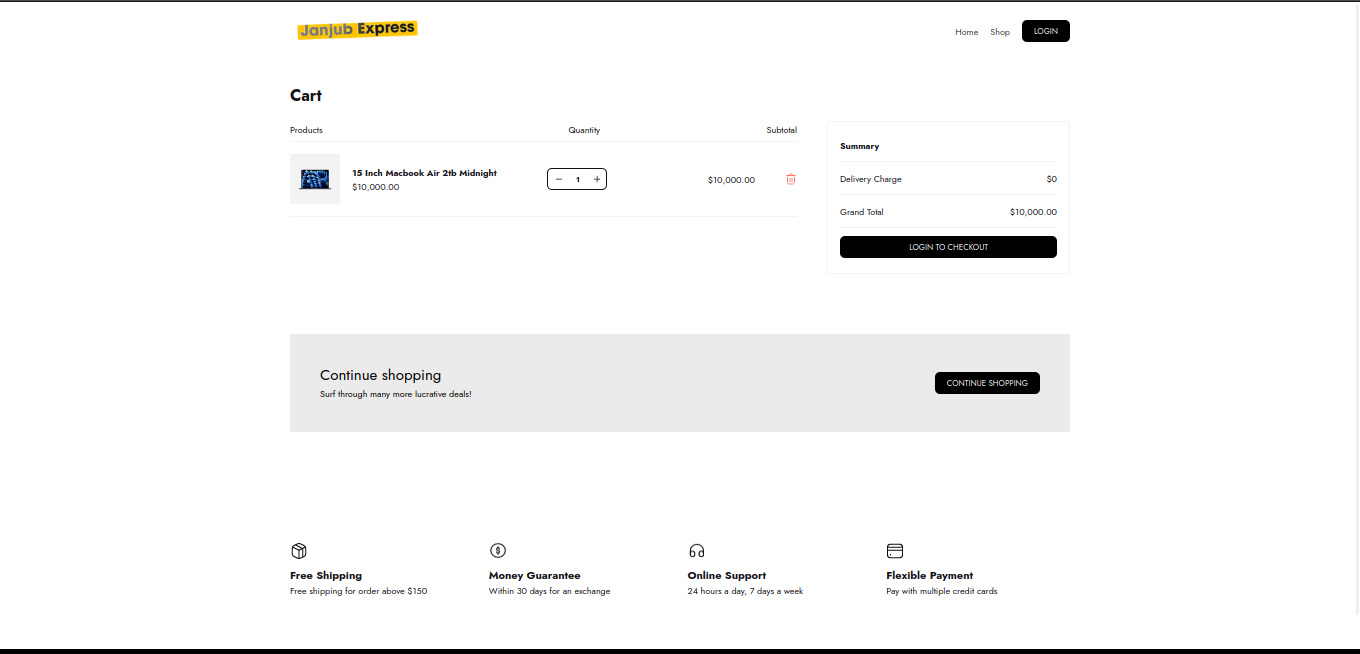 Janjub Express
Home Shop LOGIN
Cart
Products Quantity Subtotal
15 Inch Macbook Air 2tb Midnight
$10,000.00
1
$10,000.00
Summary
Delivery Charge $0
Grand Total $10,000.00
LOGIN TO CHECKOUT
Continue shopping
Surf through many more lucrative deals!
CONTINUE SHOPPING
Free Shipping
Free shipping for order above $150
Money Guarantee
Within 30 days for an exchange
Online Support
24 hours a day, 7 days a week
Flexible Payment
Pay with multiple credit cards